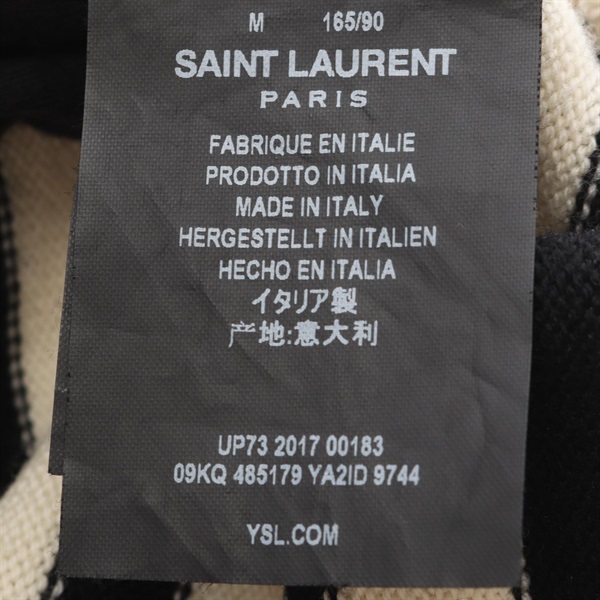 M 165/90
SAINT LAURENT
PARIS
FABRIQUE EN ITALIE
PRODOTTO IN ITALIA
MADE IN ITALY
HERGESTELLT IN ITALIEN
HECHO EN ITALIA
イタリア製
产地:意大利
UP73 2017 00183
09KQ 485179 YA2ID 9744
YSL.COM